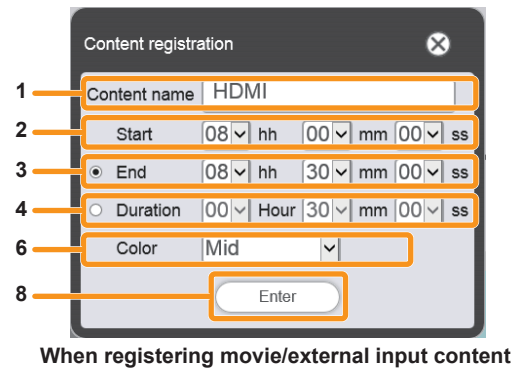 Content registration
1 Content name HDMI
2 Start 08 hh 00 mm 00 ss
3 End 08 hh 30 mm 00 ss
4 Duration 00 Hour 30 mm 00 ss
6 Color Mid
8 Enter
When registering movie/external input content